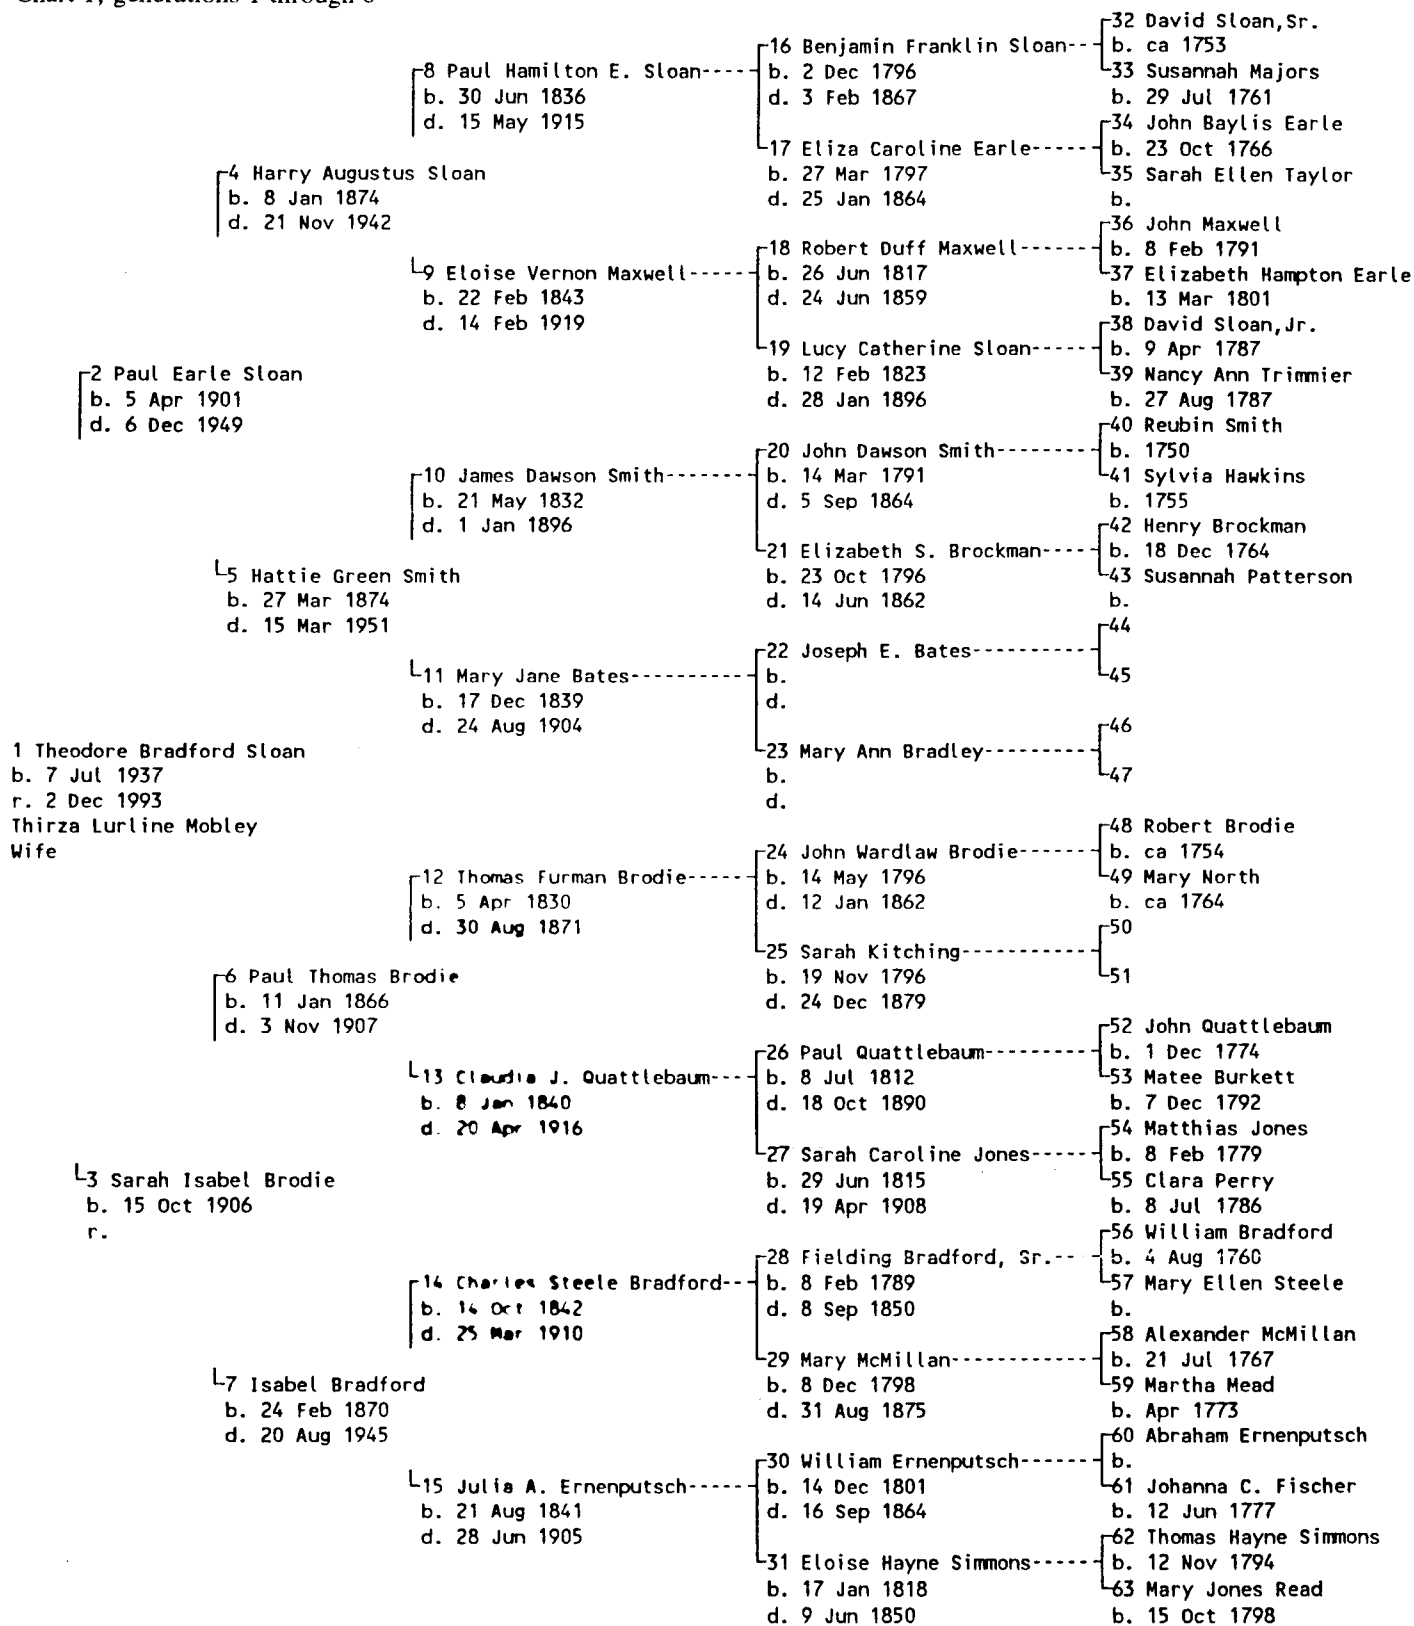 Chart 1, generations 1 through 6
32 David Sloan,Sr.
16 Benjamin Franklin Sloan
b. ca 1753
8 Paul Hamilton E. Sloan
b. 2 Dec 1796
33 Susannah Majors
b. 30 Jun 1836
d. 3 Feb 1867
b. 29 Jul 1761
d. 15 May 1915
34 John Baylis Earle
17 Eliza Caroline Earle
b. 23 Oct 1766
4 Harry Augustus Sloan
b. 27 Mar 1797
35 Sarah Ellen Taylor
b. 8 Jan 1874
d. 25 Jan 1864
b.
d. 21 Nov 1942
36 John Maxwell
18 Robert Duff Maxwell
b. 8 Feb 1791
9 Eloise Vernon Maxwell
b. 26 Jun 1817
37 Elizabeth Hampton Earle
b. 22 Feb 1843
d. 24 Jun 1859
b. 13 Mar 1801
d. 14 Feb 1919
38 David Sloan,Jr.
19 Lucy Catherine Sloan
b. 9 Apr 1787
2 Paul Earle Sloan
b. 12 Feb 1823
39 Nancy Ann Trimmier
b. 5 Apr 1901
d. 28 Jan 1896
b. 27 Aug 1787
d. 6 Dec 1949
40 Reubin Smith
20 John Dawson Smith
b. 1750
10 James Dawson Smith
b. 14 Mar 1791
41 Sylvia Hawkins
b. 21 May 1832
d. 5 Sep 1864
b. 1755
d. 1 Jan 1896
42 Henry Brockman
21 Elizabeth S. Brockman
b. 18 Dec 1764
5 Hattie Green Smith
b. 23 Oct 1796
43 Susannah Patterson
b. 27 Mar 1874
d. 14 Jun 1862
b.
d. 15 Mar 1951
44
22 Joseph E. Bates
11 Mary Jane Bates
b.
45
b. 17 Dec 1839
d.
d. 24 Aug 1904
46
1 Theodore Bradford Sloan
23 Mary Ann Bradley
b. 7 Jul 1937
b.
47
r. 2 Dec 1993
d.
Thirza Lurline Mobley
48 Robert Brodie
Wife
24 John Wardlaw Brodie
b. ca 1754
12 Thomas Furman Brodie
b. 14 May 1796
49 Mary North
b. 5 Apr 1830
d. 12 Jan 1862
b. ca 1764
d. 30 Aug 1871
50
25 Sarah Kitching
6 Paul Thomas Brodie
b. 19 Nov 1796
51
b. 11 Jan 1866
d. 24 Dec 1879
d. 3 Nov 1907
52 John Quattlebaum
26 Paul Quattlebaum
b. 1 Dec 1774
13 Claudia J. Quattlebaum
b. 8 Jul 1812
53 Matee Burkett
b. 8 Jan 1840
d. 18 Oct 1890
b. 7 Dec 1792
d. 20 Apr 1916
54 Matthias Jones
27 Sarah Caroline Jones
b. 8 Feb 1779
3 Sarah Isabel Brodie
b. 29 Jun 1815
55 Clara Perry
b. 15 Oct 1906
d. 19 Apr 1908
b. 8 Jul 1786
r.
56 William Bradford
28 Fielding Bradford, Sr.
b. 4 Aug 1760
14 Charles Steele Bradford
b. 8 Feb 1789
57 Mary Ellen Steele
b. 14 Oct 1842
d. 8 Sep 1850
b.
d. 25 Mar 1910
58 Alexander McMillan
29 Mary McMillan
b. 21 Jul 1767
7 Isabel Bradford
b. 8 Dec 1798
59 Martha Mead
b. 24 Feb 1870
d. 31 Aug 1875
b. Apr 1773
d. 20 Aug 1945
60 Abraham Ernenputsch
30 William Ernenputsch
b.
15 Julia A. Ernenputsch
b. 14 Dec 1801
61 Johanna C. Fischer
b. 21 Aug 1841
d. 16 Sep 1864
b. 12 Jun 1777
d. 28 Jun 1905
62 Thomas Hayne Simmons
31 Eloise Hayne Simmons
b. 12 Nov 1794
b. 17 Jan 1818
63 Mary Jones Read
d. 9 Jun 1850
b. 15 Oct 1798